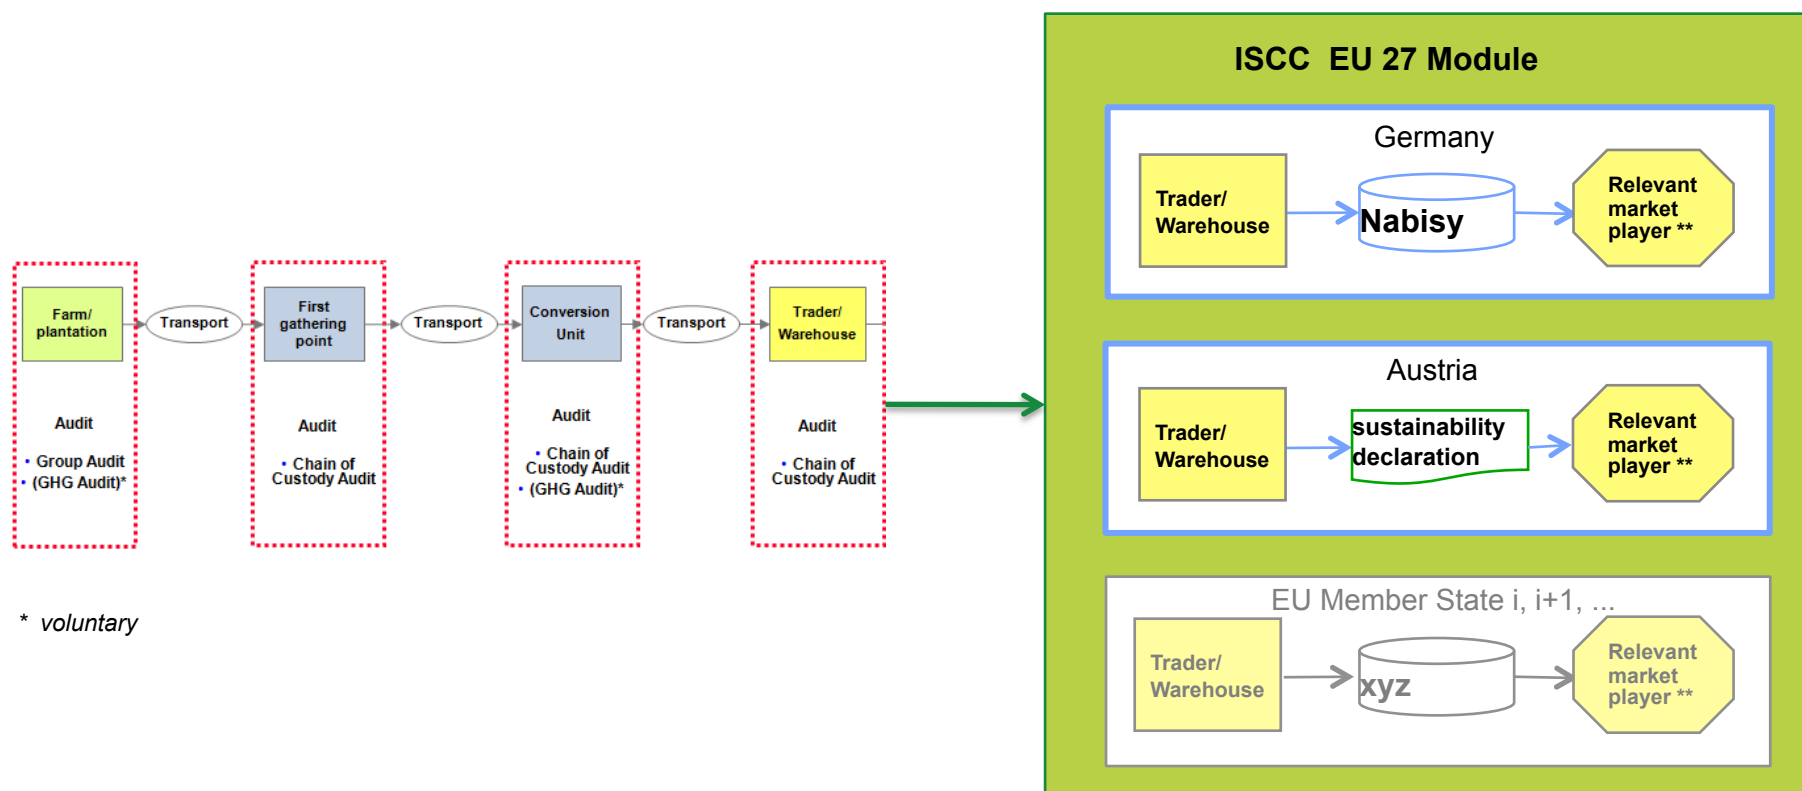 ISCC EU 27 Module
Germany
Trader/
Warehouse
Nabisy
Relevant
market
player **
Farm/
plantation
Transport
First
gathering
point
Transport
Conversion
Unit
Transport
Trader/
Warehouse
Audit
• Group Audit
• (GHG Audit)*
Audit
• Chain of
Custody Audit
Audit
• Chain of
Custody Audit
• (GHG Audit)*
Audit
• Chain of
Custody Audit
Austria
Trader/
Warehouse
sustainability
declaration
Relevant
market
player **
EU Member State i, i+1, ...
Trader/
Warehouse
xyz
Relevant
market
player **
* voluntary